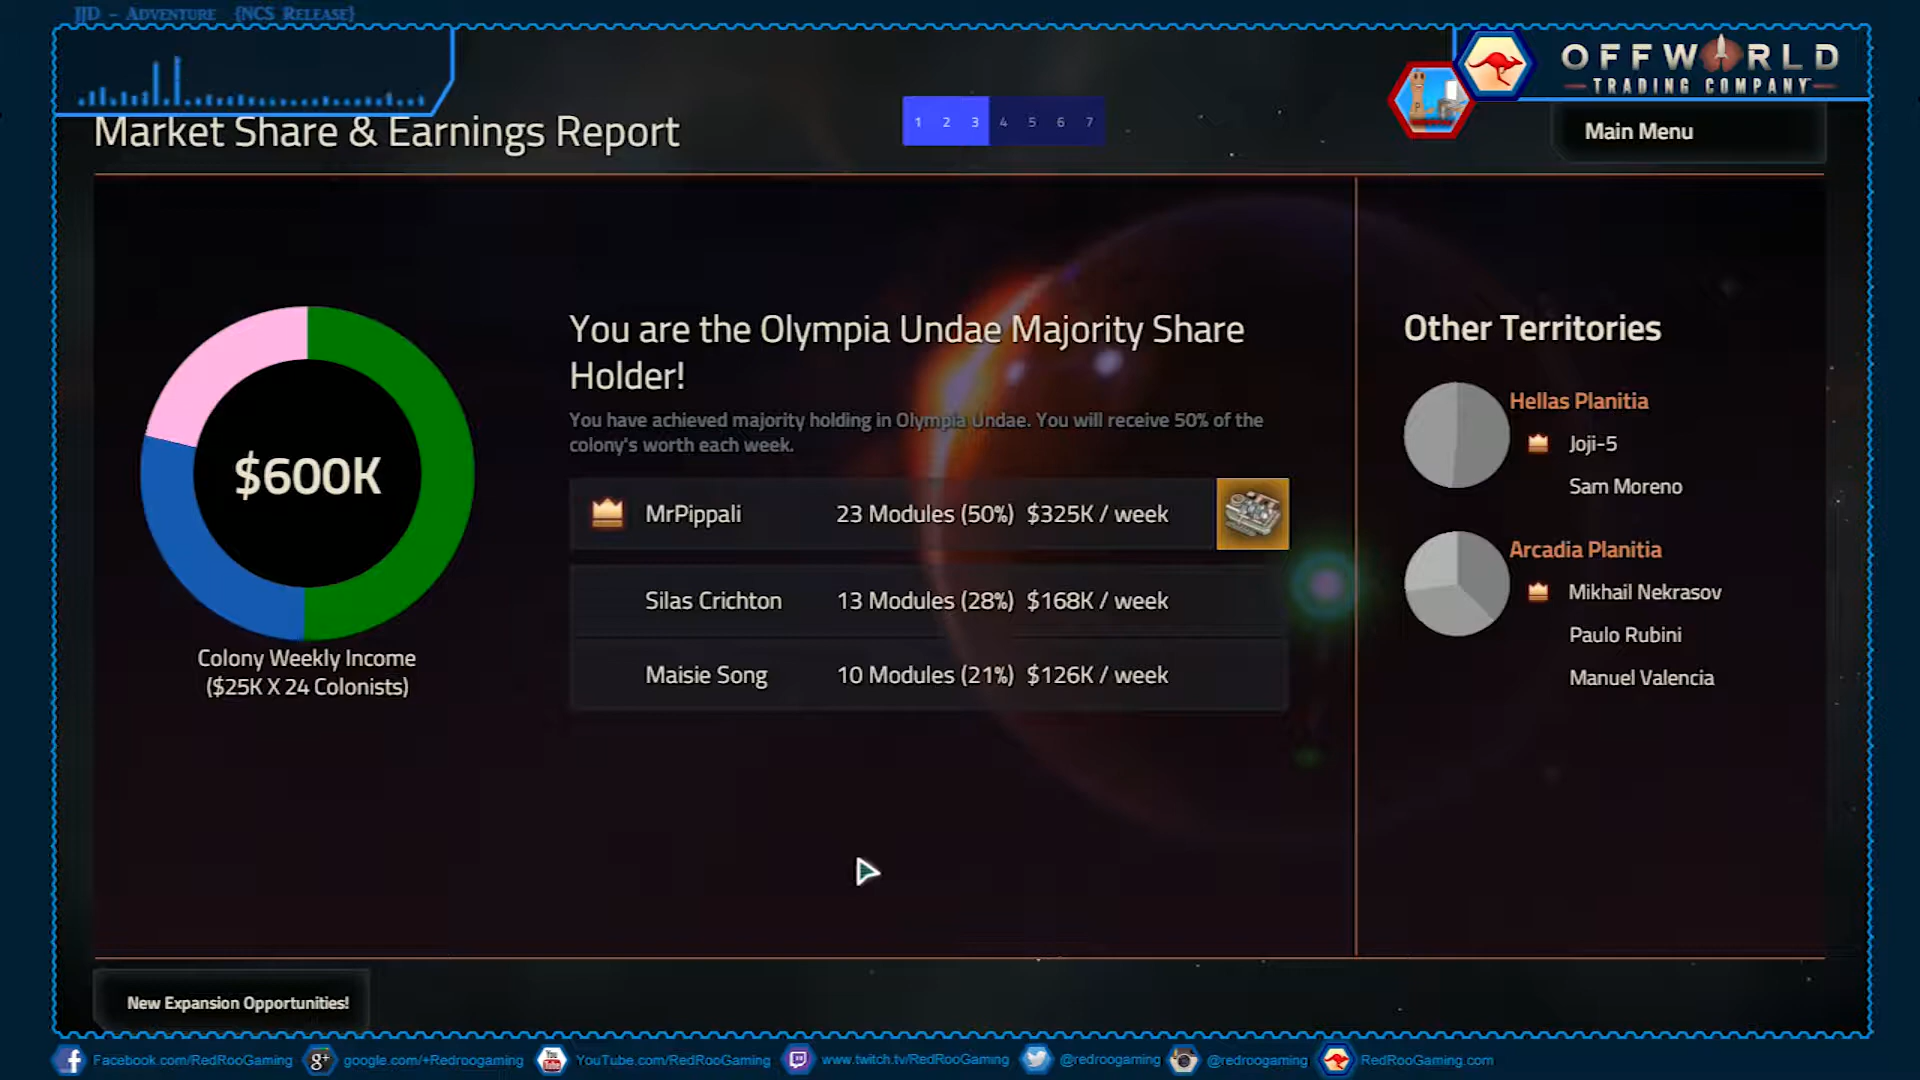 JJD - Adventure {NCS Release}
OFFWORLD
TRADING COMPANY
Market Share & Earnings Report
1 2 3 4 5 6 7
Main Menu
$600K
Colony Weekly Income
($25K X 24 Colonists)
You are the Olympia Undae Majority Share
Holder!
You have achieved majority holding in Olympia Undae. You will receive 50% of the
colony's worth each week.
MrPippali 23 Modules (50%) $325K / week
Silas Crichton 13 Modules (28%) $168K / week
Maisie Song 10 Modules (21%) $126K / week
Other Territories
Hellas Planitia
Joji-5
Sam Moreno
Arcadia Planitia
Mikhail Nekrasov
Paulo Rubini
Manuel Valencia
New Expansion Opportunities!
Facebook.com/RedRooGaming google.com/+Redroogaming YouTube.com/RedRooGaming www.twitch.tv/RedRooGaming @redroogaming @redroogaming RedRooGaming.com